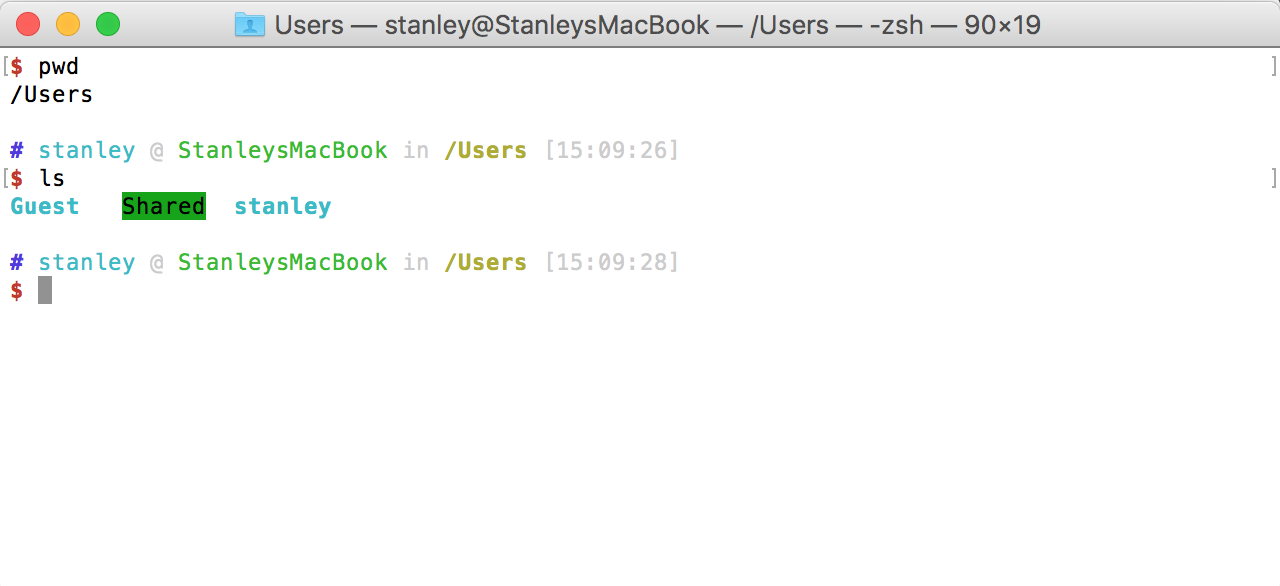 Users — stanley@StanleysMacBook — /Users — -zsh — 90×19
[$ pwd ]
/Users
# stanley @ StanleysMacBook in /Users [15:09:26]
[$ ls ]
Guest Shared stanley
# stanley @ StanleysMacBook in /Users [15:09:28]
$